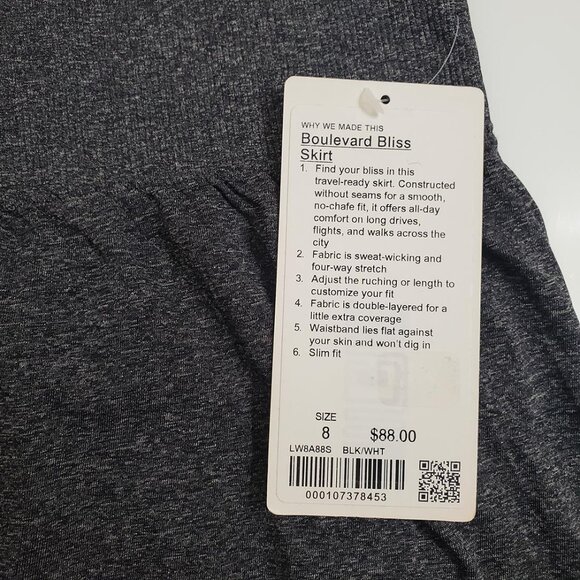 WHY WE MADE THIS
Boulevard Bliss
Skirt
1. Find your bliss in this
travel-ready skirt. Constructed
without seams for a smooth,
no-chafe fit, it offers all-day
comfort on long drives,
flights, and walks across the
city
2. Fabric is sweat-wicking and
four-way stretch
3. Adjust the ruching or length to
customize your fit
4. Fabric is double-layered for a
little extra coverage
5. Waistband lies flat against
your skin and won't dig in
6. Slim fit
SIZE
8 $88.00
LW8A88S BLK/WHT
000107378453